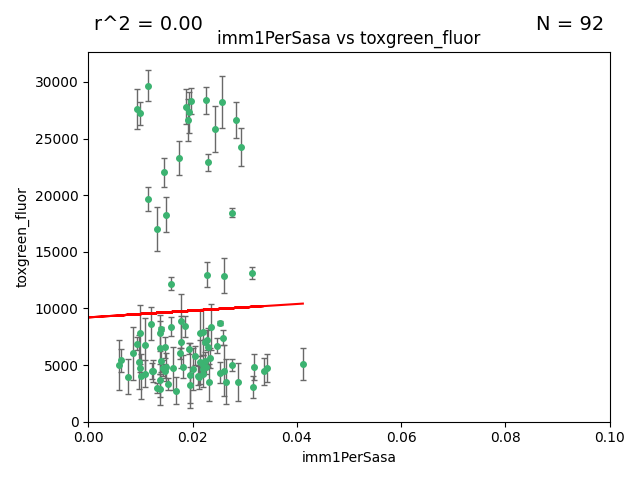 r^2 = 0.00
N = 92
imm1PerSasa vs toxgreen_fluor
30000
25000
20000
15000
10000
5000
0
toxgreen_fluor
0.00
0.02
0.04
0.06
0.08
0.10
imm1PerSasa